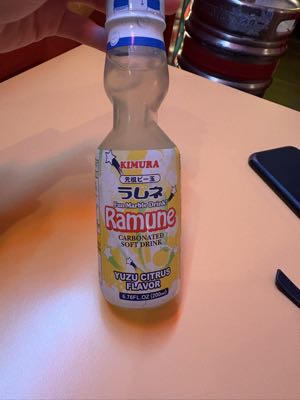 KIMURA
元祖ビー玉
ラムネ
Fun Marble Drink!
Ramune
CARBONATED
SOFT DRINK
YUZU CITRUS
FLAVOR
6.76FL.OZ (200ml)